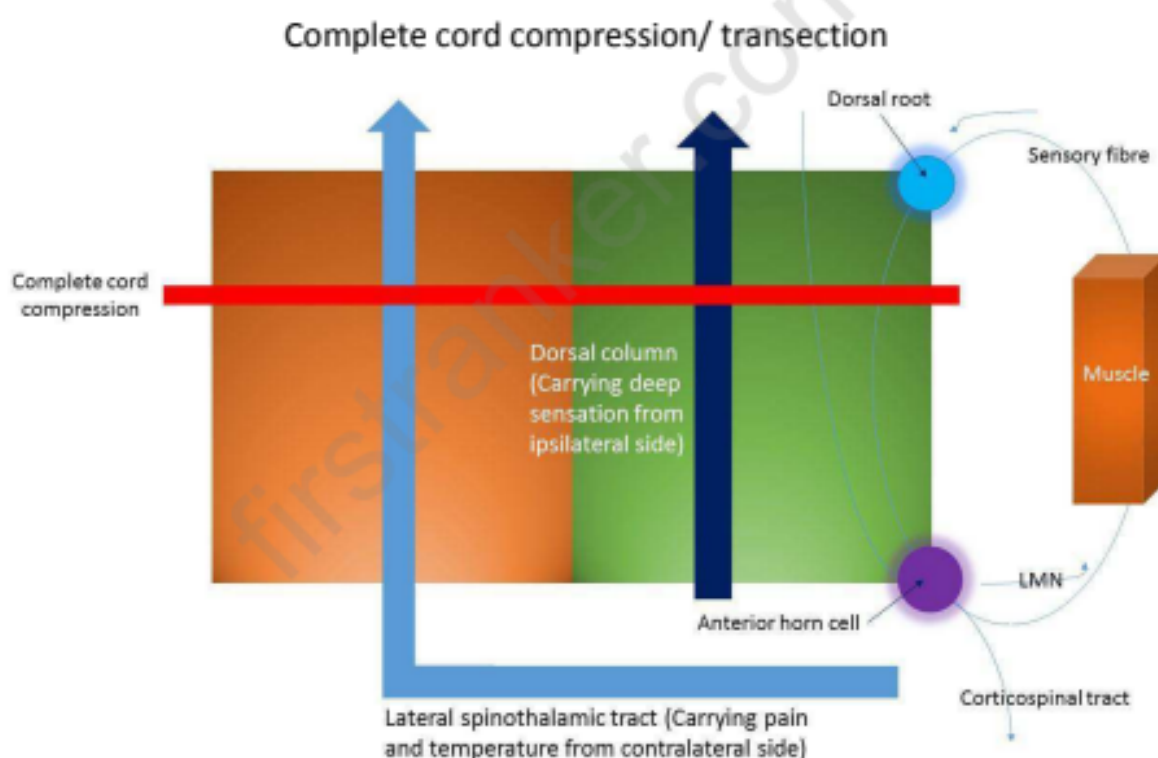 Complete cord compression/ transection
Dorsal root
Sensory fibre
Complete cord
compression
Dorsal column
(Carrying deep
sensation from
ipsilateral side)
Muscle
LMN
Anterior horn cell
Corticospinal tract
Lateral spinothalamic tract (Carrying pain
and temperature from contralateral side)
firstranker.com